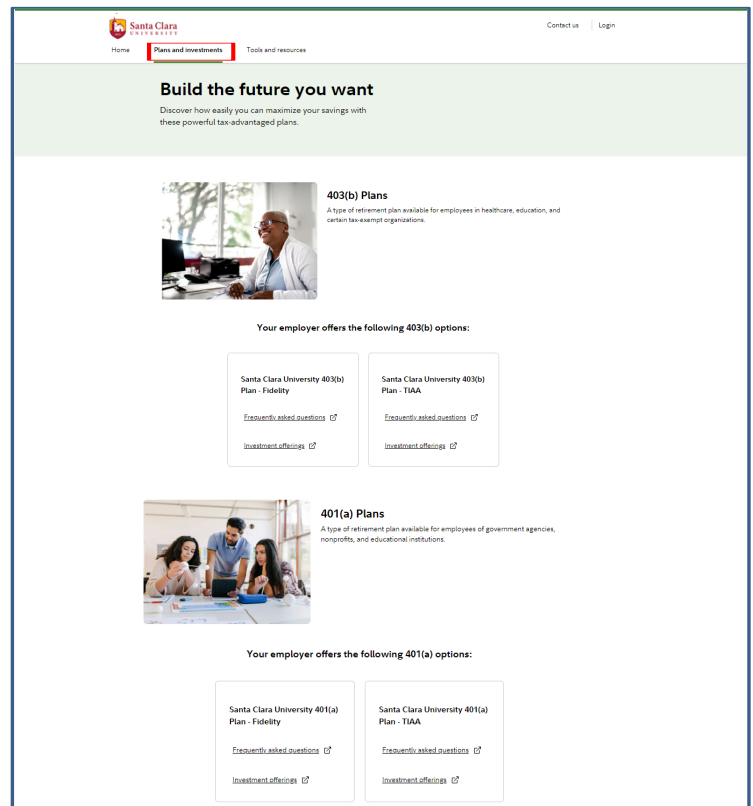 Santa Clara
UNIVERSITY
Contact us
Login
Home
Plans and investments
Tools and resources
Build the future you want
Discover how easily you can maximize your savings with
these powerful tax-advantaged plans.
403(b) Plans
A type of retirement plan available for employees in healthcare, education, and
certain tax-exempt organizations.
Your employer offers the following 403(b) options:
Santa Clara University 403(b)
Plan - Fidelity
Frequently asked questions
Investment offerings
Santa Clara University 403(b)
Plan - TIAA
Frequently asked questions
Investment offerings
401(a) Plans
A type of retirement plan available for employees of government agencies,
nonprofits, and educational institutions.
Your employer offers the following 401(a) options:
Santa Clara University 401(a)
Plan - Fidelity
Frequently asked questions
Investment offerings
Santa Clara University 401(a)
Plan - TIAA
Frequently asked questions
Investment offerings